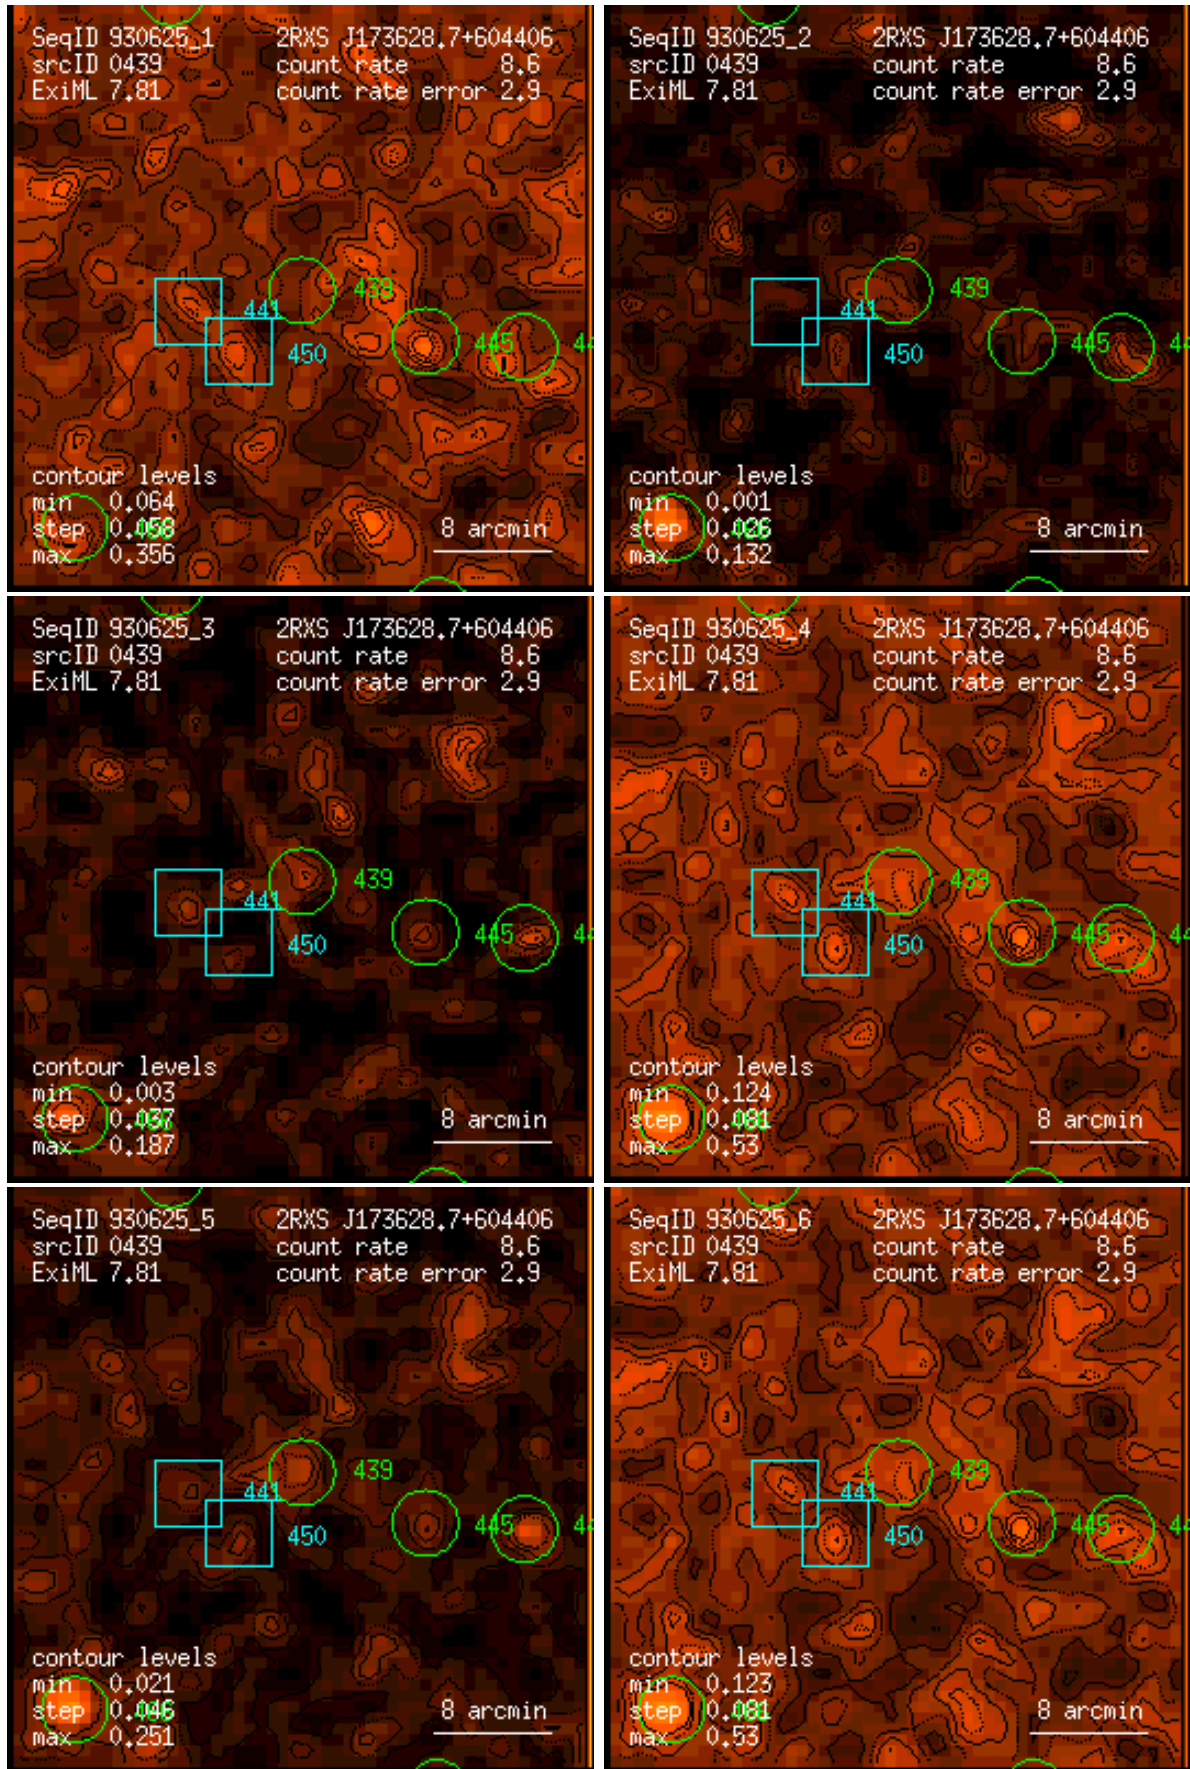 SeqID 930625_1 2RXS J173628.7+604406
srcID 0439 count rate 8.6
ExiML 7.81 count rate error 2.9
439
441
450
445
contour levels
min 0.064
step 0.058
max 0.356
8 arcmin
SeqID 930625_2 2RXS J173628.7+604406
srcID 0439 count rate 8.6
ExiML 7.81 count rate error 2.9
439
441
450
445
contour levels
min 0.001
step 0.026
max 0.132
8 arcmin
SeqID 930625_3 2RXS J173628.7+604406
srcID 0439 count rate 8.6
ExiML 7.81 count rate error 2.9
439
441
450
445
contour levels
min 0.003
step 0.037
max 0.187
8 arcmin
SeqID 930625_4 2RXS J173628.7+604406
srcID 0439 count rate 8.6
ExiML 7.81 count rate error 2.9
439
441
450
445
contour levels
min 0.124
step 0.081
max 0.53
8 arcmin
SeqID 930625_5 2RXS J173628.7+604406
srcID 0439 count rate 8.6
ExiML 7.81 count rate error 2.9
439
441
450
445
contour levels
min 0.021
step 0.046
max 0.251
8 arcmin
SeqID 930625_6 2RXS J173628.7+604406
srcID 0439 count rate 8.6
ExiML 7.81 count rate error 2.9
439
441
450
445
contour levels
min 0.123
step 0.081
max 0.53
8 arcmin